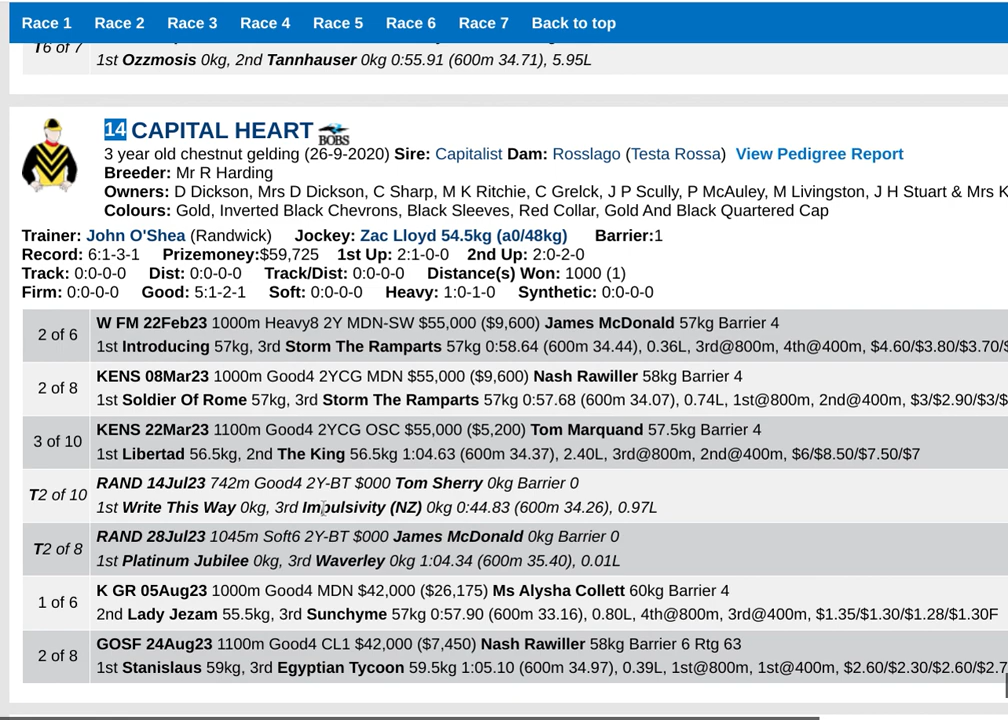 Race 1 Race 2 Race 3 Race 4 Race 5 Race 6 Race 7 Back to top
T6 of 7
1st Ozzmosis 0kg, 2nd Tannhauser 0kg 0:55.91 (600m 34.71), 5.95L
14 CAPITAL HEART BOBS
3 year old chestnut gelding (26-9-2020) Sire: Capitalist Dam: Rosslago (Testa Rossa) View Pedigree Report
Breeder: Mr R Harding
Owners: D Dickson, Mrs D Dickson, C Sharp, M K Ritchie, C Grelck, J P Scully, P McAuley, M Livingston, J H Stuart & Mrs K
Colours: Gold, Inverted Black Chevrons, Black Sleeves, Red Collar, Gold And Black Quartered Cap
Trainer: John O'Shea (Randwick) Jockey: Zac Lloyd 54.5kg (a0/48kg) Barrier:1
Record: 6:1-3-1 Prizemoney:$59,725 1st Up: 2:1-0-0 2nd Up: 2:0-2-0
Track: 0:0-0-0 Dist: 0:0-0-0 Track/Dist: 0:0-0-0 Distance(s) Won: 1000 (1)
Firm: 0:0-0-0 Good: 5:1-2-1 Soft: 0:0-0-0 Heavy: 1:0-1-0 Synthetic: 0:0-0-0
2 of 6 W FM 22Feb23 1000m Heavy8 2Y MDN-SW $55,000 ($9,600) James McDonald 57kg Barrier 4
1st Introducing 57kg, 3rd Storm The Ramparts 57kg 0:58.64 (600m 34.44), 0.36L, 3rd@800m, 4th@400m, $4.60/$3.80/$3.70/$
2 of 8 KENS 08Mar23 1000m Good4 2YCG MDN $55,000 ($9,600) Nash Rawiller 58kg Barrier 4
1st Soldier Of Rome 57kg, 3rd Storm The Ramparts 57kg 0:57.68 (600m 34.07), 0.74L, 1st@800m, 2nd@400m, $3/$2.90/$3/$
3 of 10 KENS 22Mar23 1100m Good4 2YCG OSC $55,000 ($5,200) Tom Marquand 57.5kg Barrier 4
1st Libertad 56.5kg, 2nd The King 56.5kg 1:04.63 (600m 34.37), 2.40L, 3rd@800m, 2nd@400m, $6/$8.50/$7.50/$7
T2 of 10 RAND 14Jul23 742m Good4 2Y-BT $000 Tom Sherry 0kg Barrier 0
1st Write This Way 0kg, 3rd Impulsivity (NZ) 0kg 0:44.83 (600m 34.26), 0.97L
T2 of 8 RAND 28Jul23 1045m Soft6 2Y-BT $000 James McDonald 0kg Barrier 0
1st Platinum Jubilee 0kg, 3rd Waverley 0kg 1:04.34 (600m 35.40), 0.01L
1 of 6 K GR 05Aug23 1000m Good4 MDN $42,000 ($26,175) Ms Alysha Collett 60kg Barrier 4
2nd Lady Jezam 55.5kg, 3rd Sunchyme 57kg 0:57.90 (600m 33.16), 0.80L, 4th@800m, 3rd@400m, $1.35/$1.30/$1.28/$1.30F
2 of 8 GOSF 24Aug23 1100m Good4 CL1 $42,000 ($7,450) Nash Rawiller 58kg Barrier 6 Rtg 63
1st Stanislaus 59kg, 3rd Egyptian Tycoon 59.5kg 1:05.10 (600m 34.97), 0.39L, 1st@800m, 1st@400m, $2.60/$2.30/$2.60/$2.7